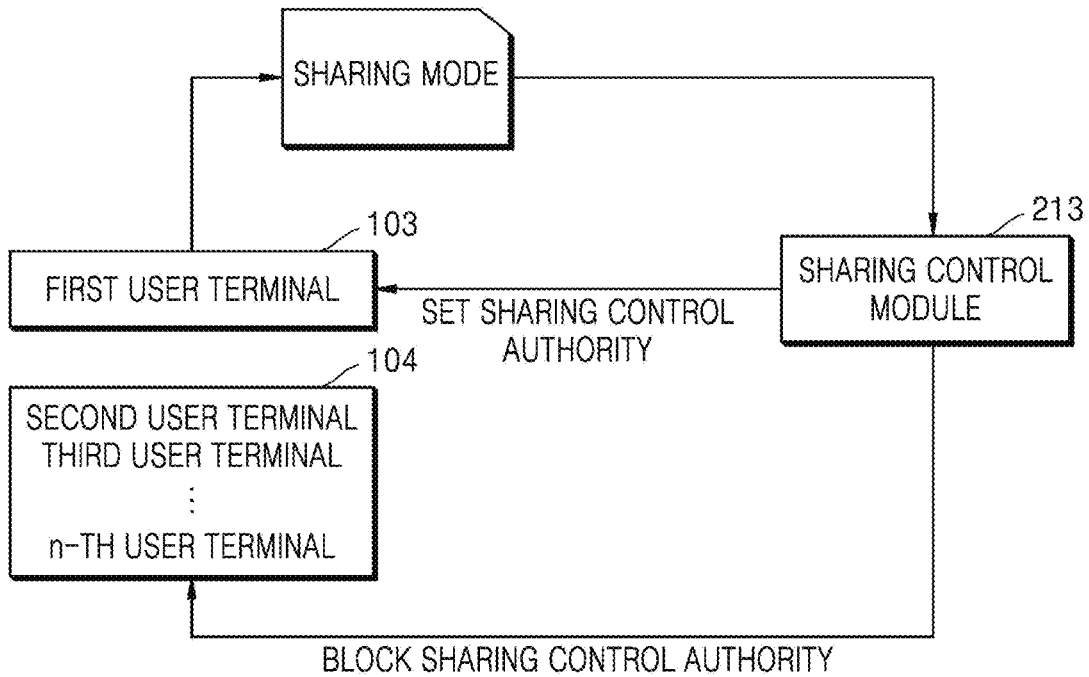 SHARING MODE
103
213
FIRST USER TERMINAL
SHARING CONTROL
MODULE
SET SHARING CONTROL
AUTHORITY
104
SECOND USER TERMINAL
THIRD USER TERMINAL
⋮
n-TH USER TERMINAL
BLOCK SHARING CONTROL AUTHORITY